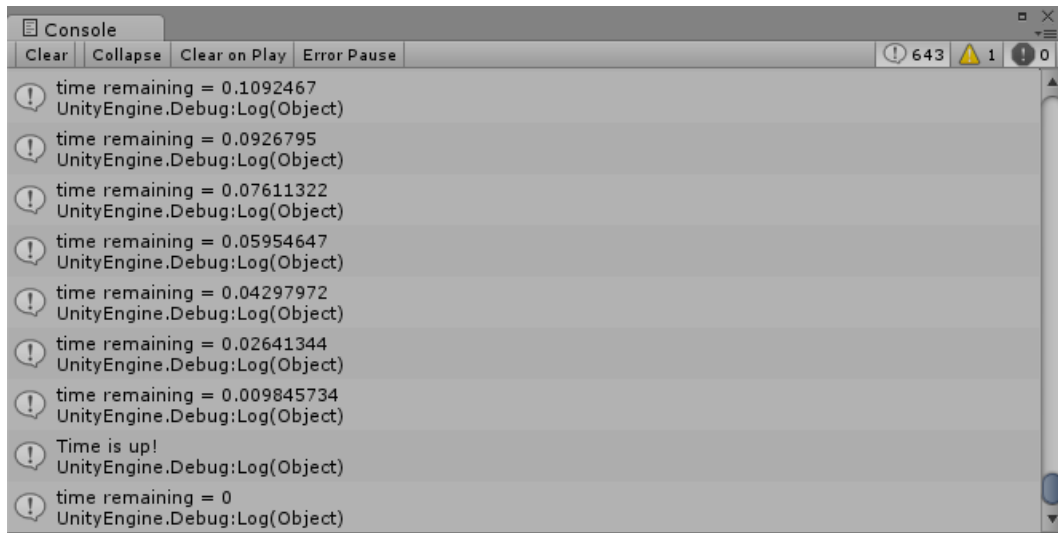 Console
Clear Collapse Clear on Play Error Pause 643 1 0
time remaining = 0.1092467
UnityEngine.Debug:Log(Object)
time remaining = 0.0926795
UnityEngine.Debug:Log(Object)
time remaining = 0.07611322
UnityEngine.Debug:Log(Object)
time remaining = 0.05954647
UnityEngine.Debug:Log(Object)
time remaining = 0.04297972
UnityEngine.Debug:Log(Object)
time remaining = 0.02641344
UnityEngine.Debug:Log(Object)
time remaining = 0.009845734
UnityEngine.Debug:Log(Object)
Time is up!
UnityEngine.Debug:Log(Object)
time remaining = 0
UnityEngine.Debug:Log(Object)